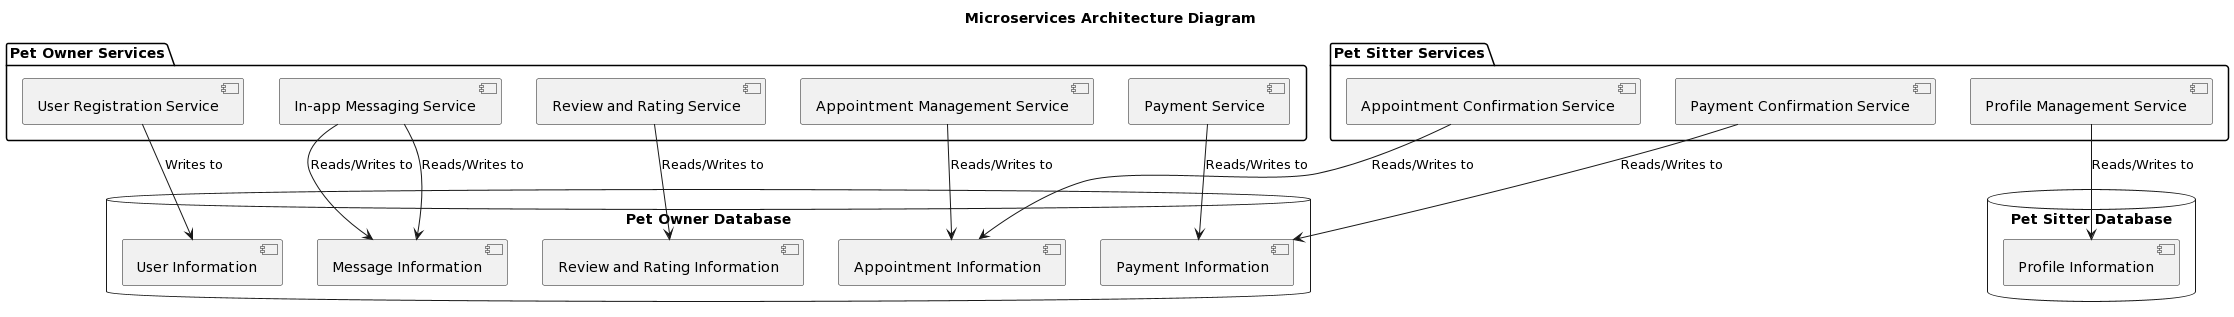 Microservices Architecture Diagram
Pet Owner Services
Pet Sitter Services
User Registration Service
In-app Messaging Service
Review and Rating Service
Appointment Management Service
Payment Service
Appointment Confirmation Service
Payment Confirmation Service
Profile Management Service
Writes to
Reads/Writes to
Reads/Writes to
Reads/Writes to
Reads/Writes to
Reads/Writes to
Reads/Writes to
Reads/Writes to
Reads/Writes to
Pet Owner Database
Pet Sitter Database
User Information
Message Information
Review and Rating Information
Appointment Information
Payment Information
Profile Information